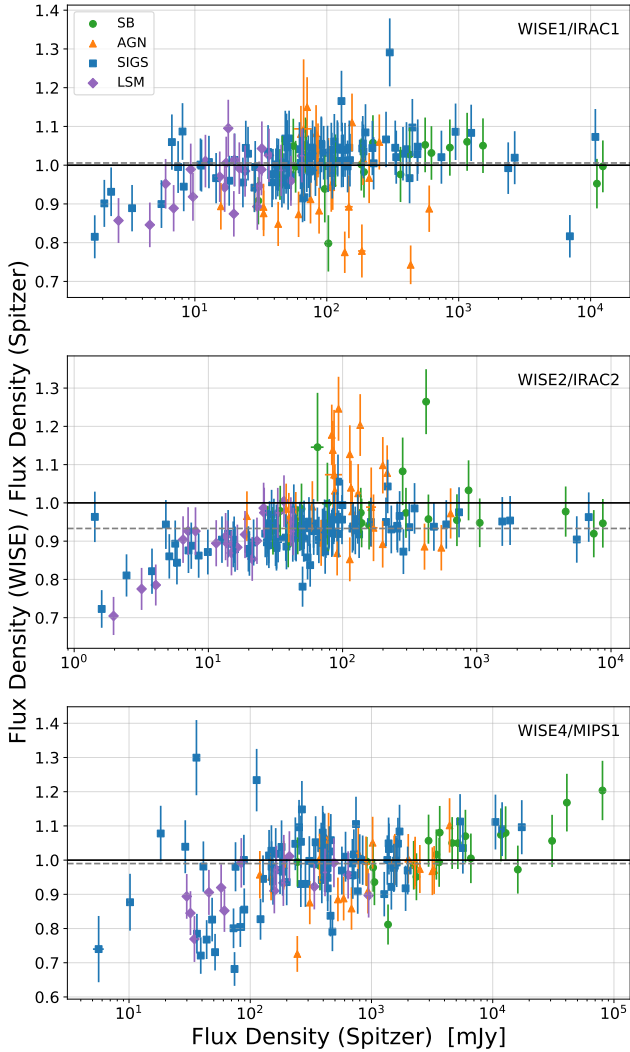 WISE1/IRAC1
SB
AGN
SIGS
LSM
1.4
1.3
1.2
1.1
1.0
0.9
0.8
0.7
10¹ 10² 10³ 10⁴
WISE2/IRAC2
1.3
1.2
1.1
1.0
0.9
0.8
0.7
10⁰ 10¹ 10² 10³ 10⁴
Flux Density (WISE) / Flux Density (Spitzer)
WISE4/MIPS1
1.4
1.3
1.2
1.1
1.0
0.9
0.8
0.7
0.6
10¹ 10² 10³ 10⁴ 10⁵
Flux Density (Spitzer) [mJy]